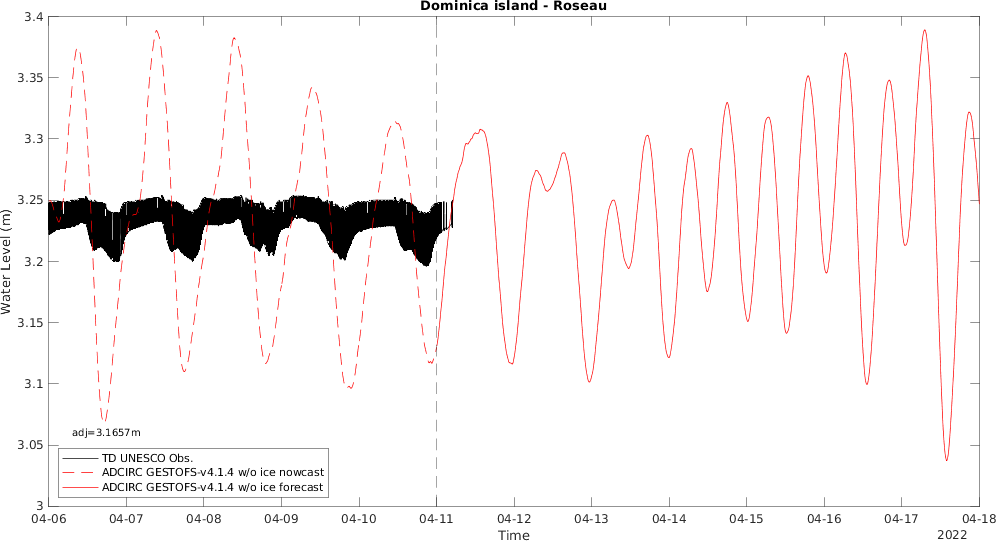 Dominica island - Roseau
3.4
3.35
3.3
3.25
3.2
3.15
3.1
3.05
3
Water Level (m)
adj=3.1657m
TD UNESCO Obs.
ADCIRC GESTOFS-v4.1.4 w/o ice nowcast
ADCIRC GESTOFS-v4.1.4 w/o ice forecast
04-06 04-07 04-08 04-09 04-10 04-11 04-12 04-13 04-14 04-15 04-16 04-17 04-18
Time
2022